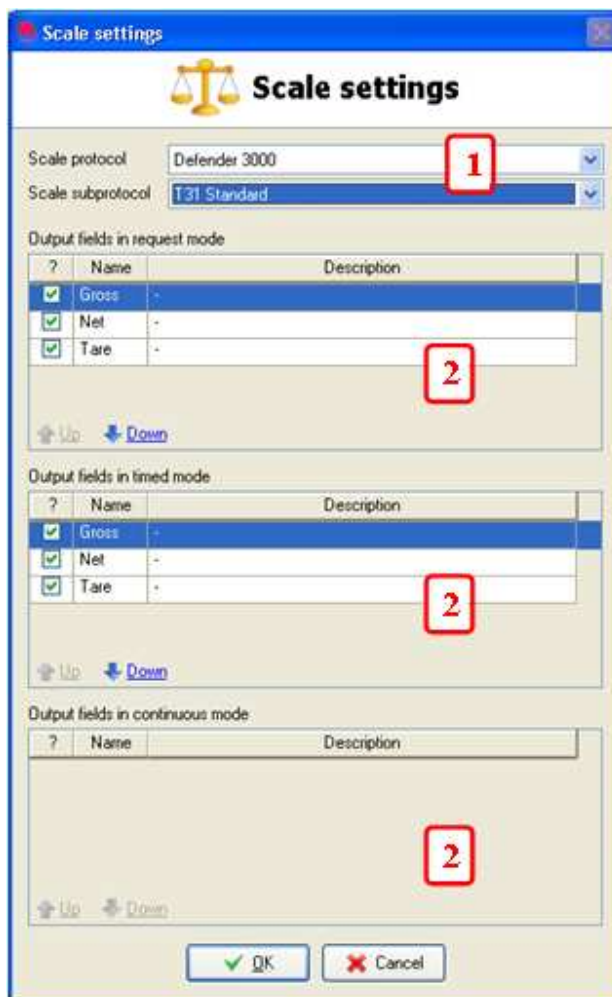 Scale settings
Scale settings
Scale protocol Defender 3000
1
Scale subprotocol T31 Standard
Output fields in request mode
? Name Description
Gross -
Net -
Tare -
2
Up Down
Output fields in timed mode
? Name Description
Gross -
Net -
Tare -
2
Up Down
Output fields in continuous mode
? Name Description
2
Up Down
OK Cancel